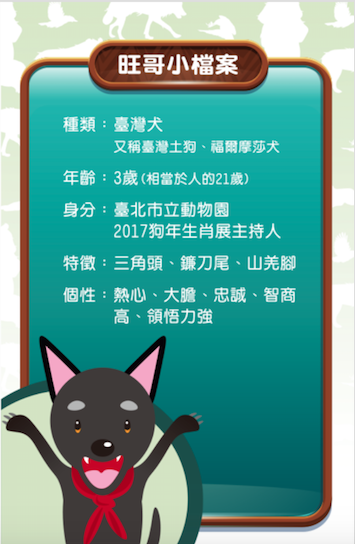 旺哥小檔案
種類：臺灣犬
又稱臺灣土狗、福爾摩莎犬
年齡：3歲(相當於人的21歲)
身分：臺北市立動物園
2017狗年生肖展主持人
特徵：三角頭、鐮刀尾、山羌腳
個性：熱心、大膽、忠誠、智商
高、領悟力強